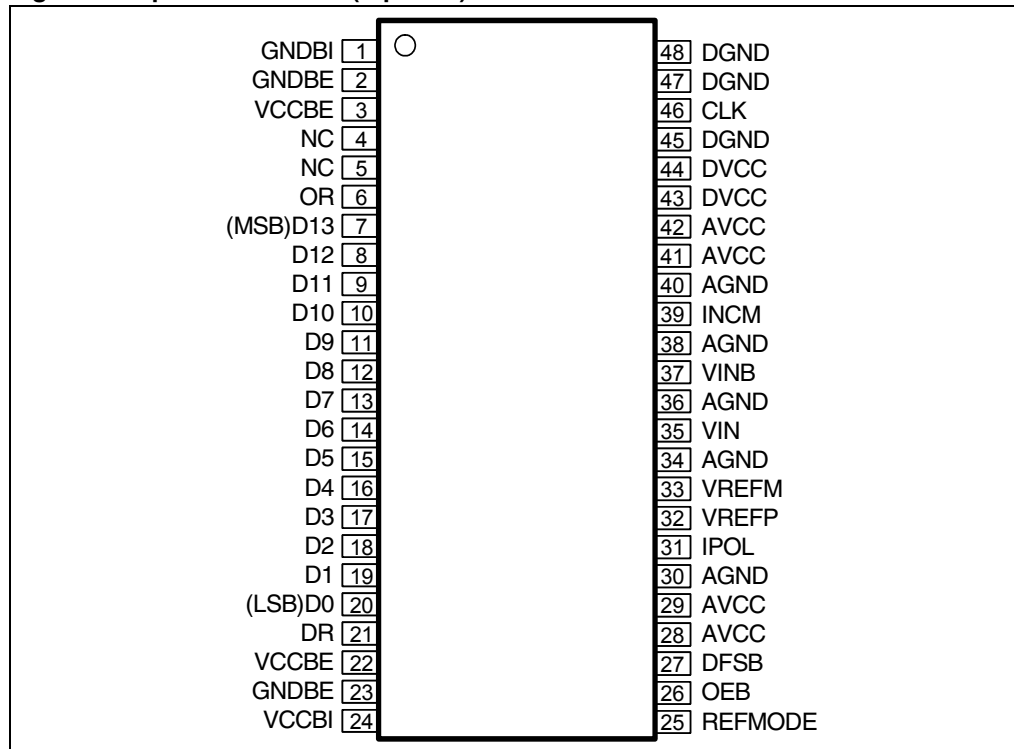 GNDBI 1 48 DGND
GNDBE 2 47 DGND
VCCBE 3 46 CLK
NC 4 45 DGND
NC 5 44 DVCC
OR 6 43 DVCC
(MSB)D13 7 42 AVCC
D12 8 41 AVCC
D11 9 40 AGND
D10 10 39 INCM
D9 11 38 AGND
D8 12 37 VINB
D7 13 36 AGND
D6 14 35 VIN
D5 15 34 AGND
D4 16 33 VREFM
D3 17 32 VREFP
D2 18 31 IPOL
D1 19 30 AGND
(LSB)D0 20 29 AVCC
DR 21 28 AVCC
VCCBE 22 27 DFSB
GNDBE 23 26 OEB
VCCBI 24 25 REFMODE